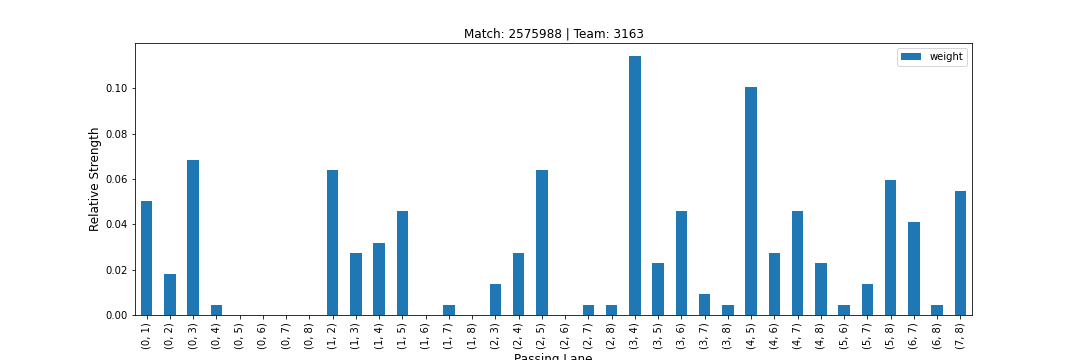 Match: 2575988 | Team: 3163
weight
Relative Strength
0.10
0.08
0.06
0.04
0.02
0.00
(0, 1) (0, 2) (0, 3) (0, 4) (0, 5) (0, 6) (0, 7) (0, 8) (1, 2) (1, 3) (1, 4) (1, 5) (1, 6) (1, 7) (1, 8) (2, 3) (2, 4) (2, 5) (2, 6) (2, 7) (2, 8) (3, 4) (3, 5) (3, 6) (3, 7) (3, 8) (4, 5) (4, 6) (4, 7) (4, 8) (5, 6) (5, 7) (5, 8) (6, 7) (6, 8) (7, 8)
Passing Lane